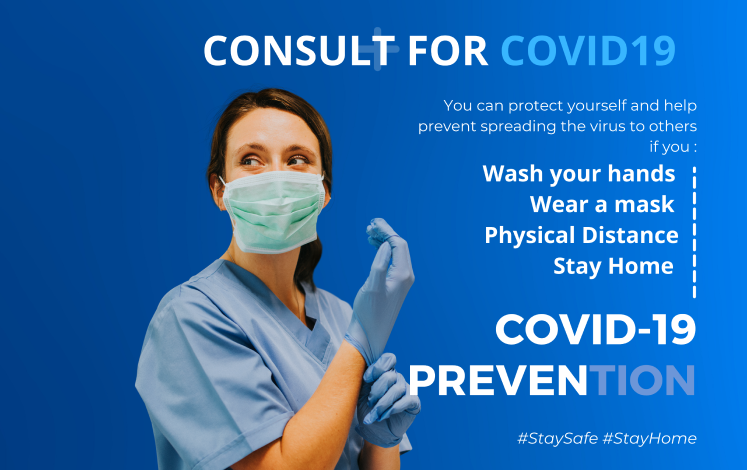 CONSULT FOR COVID19
You can protect yourself and help
prevent spreading the virus to others
if you :
Wash your hands
Wear a mask
Physical Distance
Stay Home
COVID-19
PREVENTION
#StaySafe #StayHome